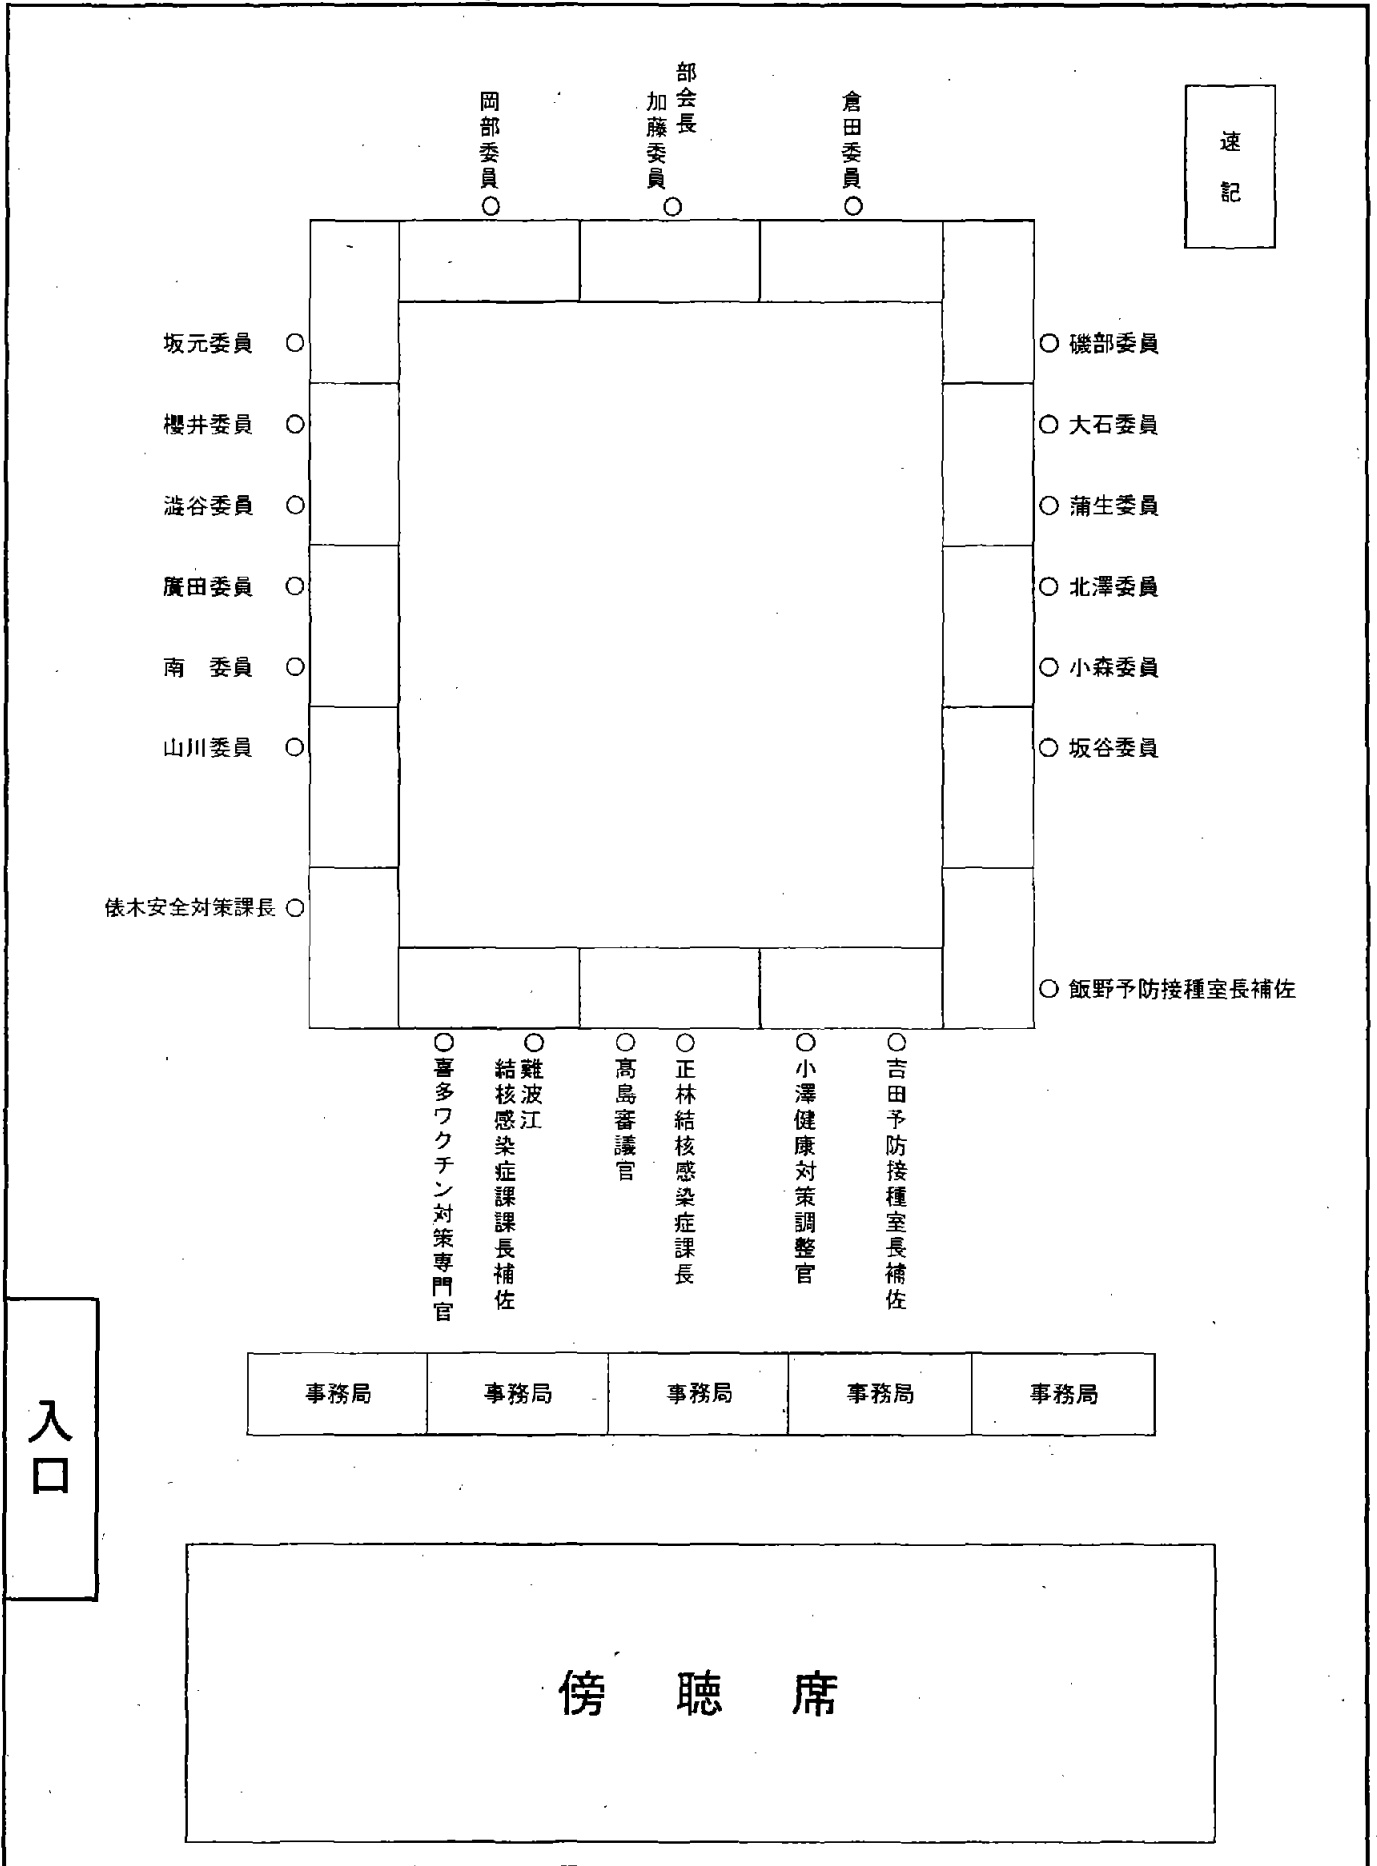 岡部委員
部会長
加藤委員
倉田委員
速記
坂元委員
櫻井委員
澁谷委員
廣田委員
南　委員
山川委員
俵木安全対策課長
磯部委員
大石委員
蒲生委員
北澤委員
小森委員
坂谷委員
飯野予防接種室長補佐
喜多ワクチン対策専門官
難波江
結核感染症課課長補佐
髙島審議官
正林結核感染症課長
小澤健康対策調整官
吉田予防接種室長補佐
事務局
事務局
事務局
事務局
事務局
入口
傍　聴　席